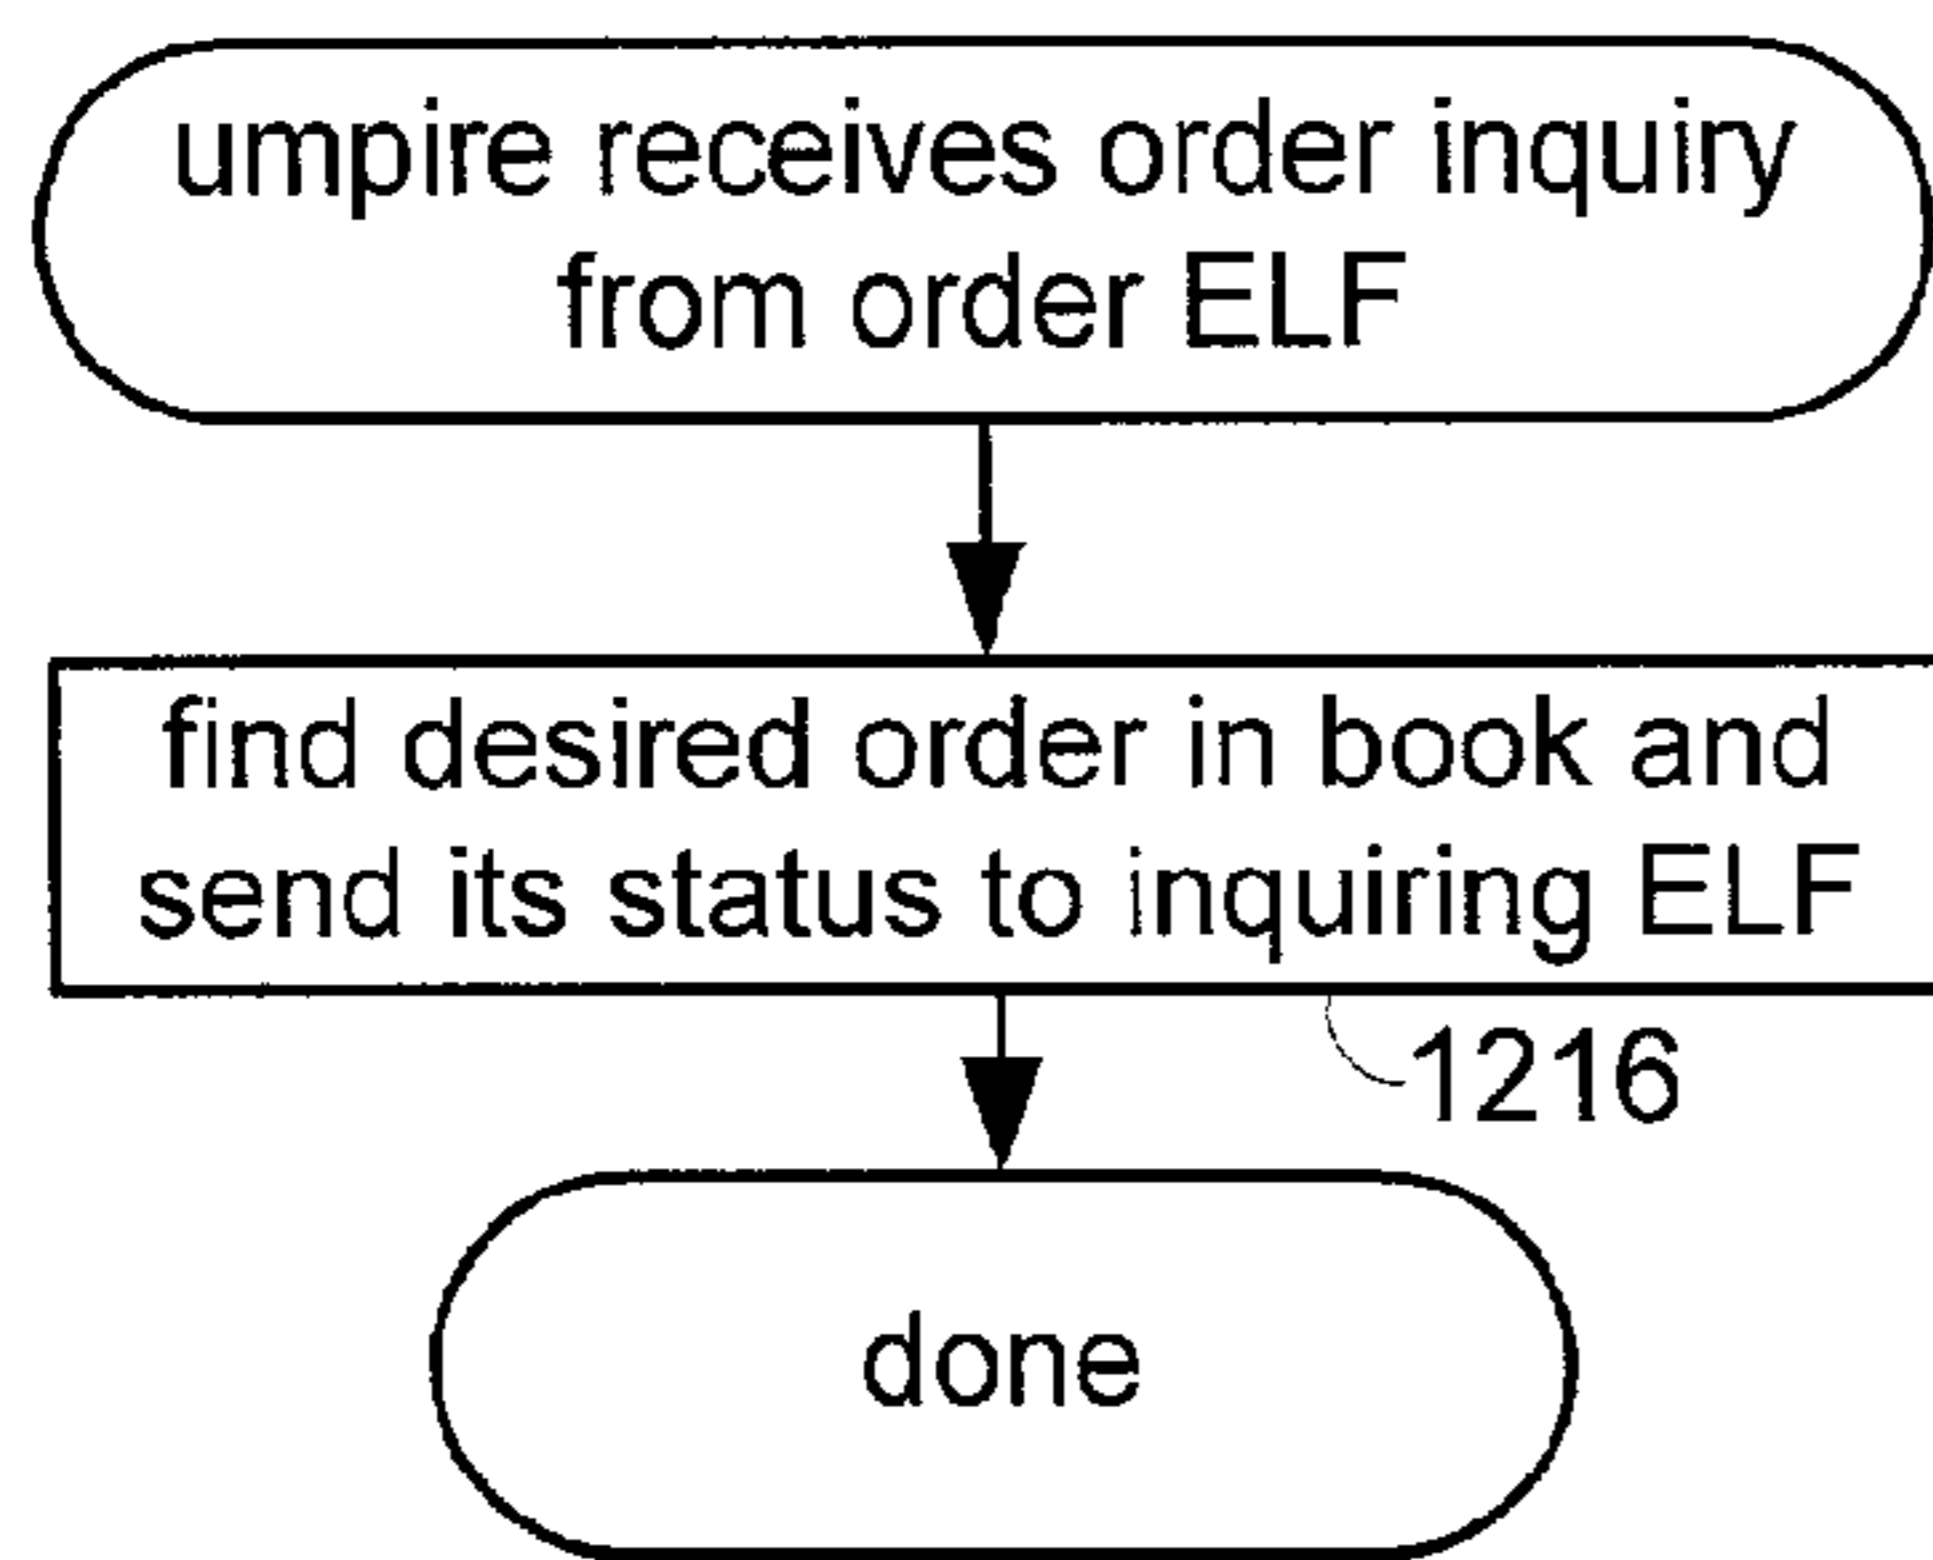 umpire receives order inquiry
from order ELF
find desired order in book and
send its status to inquiring ELF
1216
done